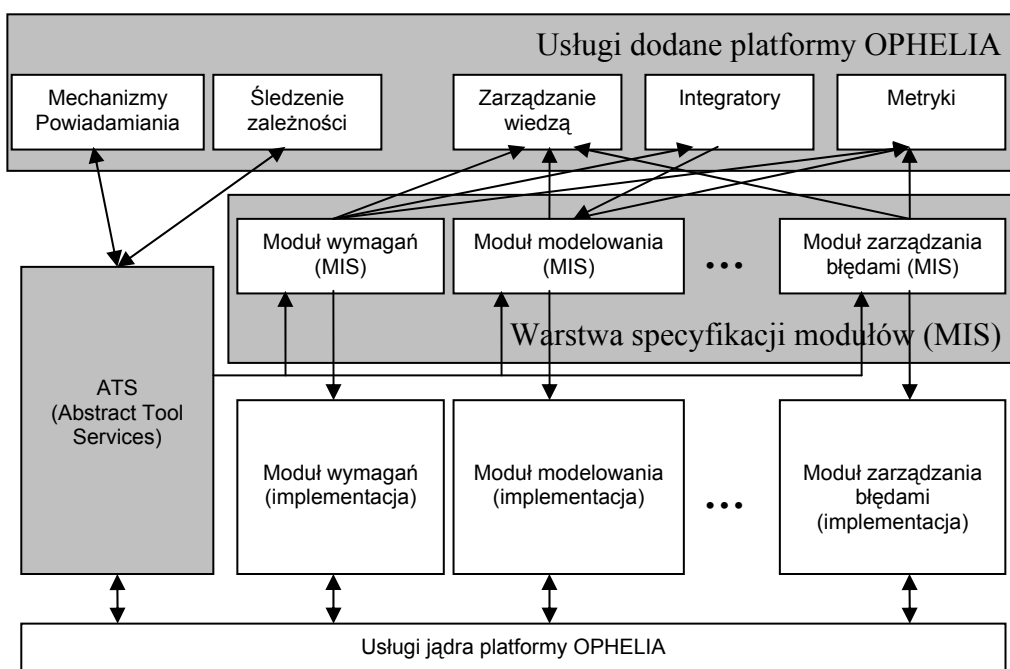 Usługi dodane platformy OPHELIA
Mechanizmy
Powiadamiania
Śledzenie
zależności
Zarządzanie
wiedzą
Integratory
Metryki
Moduł wymagań
(MIS)
Moduł modelowania
(MIS)
...
Moduł zarządzania
błędami (MIS)
Warstwa specyfikacji modułów (MIS)
ATS
(Abstract Tool
Services)
Moduł wymagań
(implementacja)
Moduł modelowania
(implementacja)
...
Moduł zarządzania
błędami
(implementacja)
Usługi jądra platformy OPHELIA